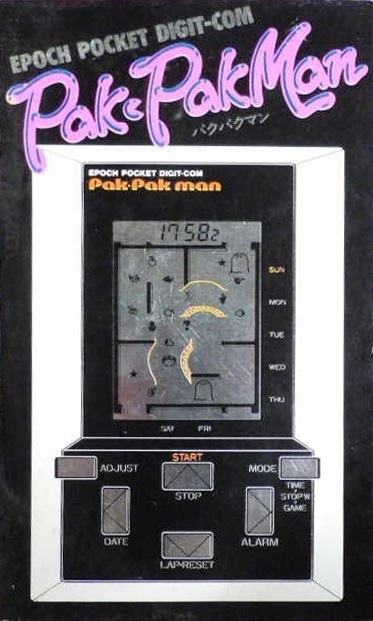 EPOCH POCKET DIGIT-COM
Pak-PakMan
パクパクマン
EPOCH POCKET DIGIT-COM
Pak-Pak man
17 582
SUN
MON
TUE
WED
THU
SAT FRI
ADJUST
START
STOP
MODE
TIME
STOP W.
GAME
DATE
ALARM
LAP-RESET